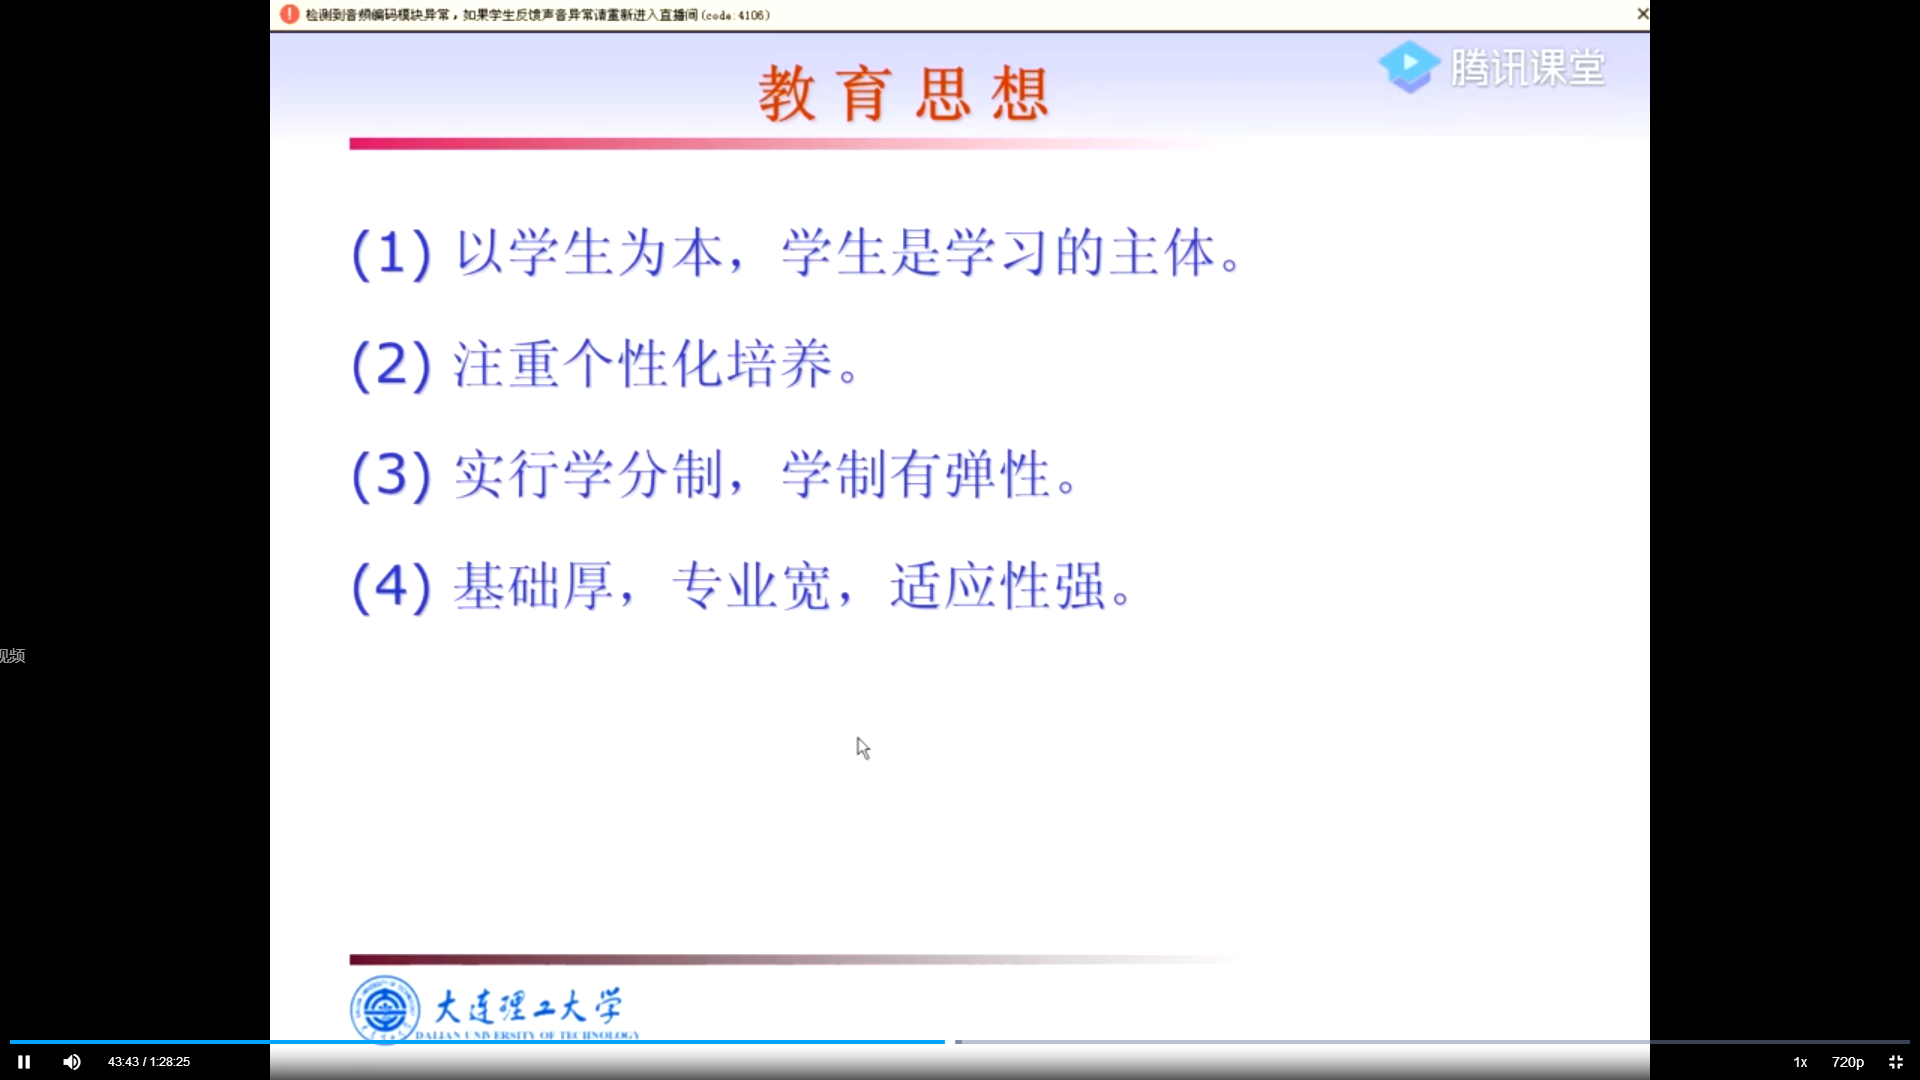 检测到音频编码模块异常，如果学生反馈声音异常请重新进入直播间(code:4106)
腾讯课堂
教育思想
(1) 以学生为本，学生是学习的主体。
(2) 注重个性化培养。
(3) 实行学分制，学制有弹性。
(4) 基础厚，专业宽，适应性强。
视频
大连理工大学
DALIAN UNIVERSITY OF TECHNOLOGY
43:43 / 1:28:25
1x
720p